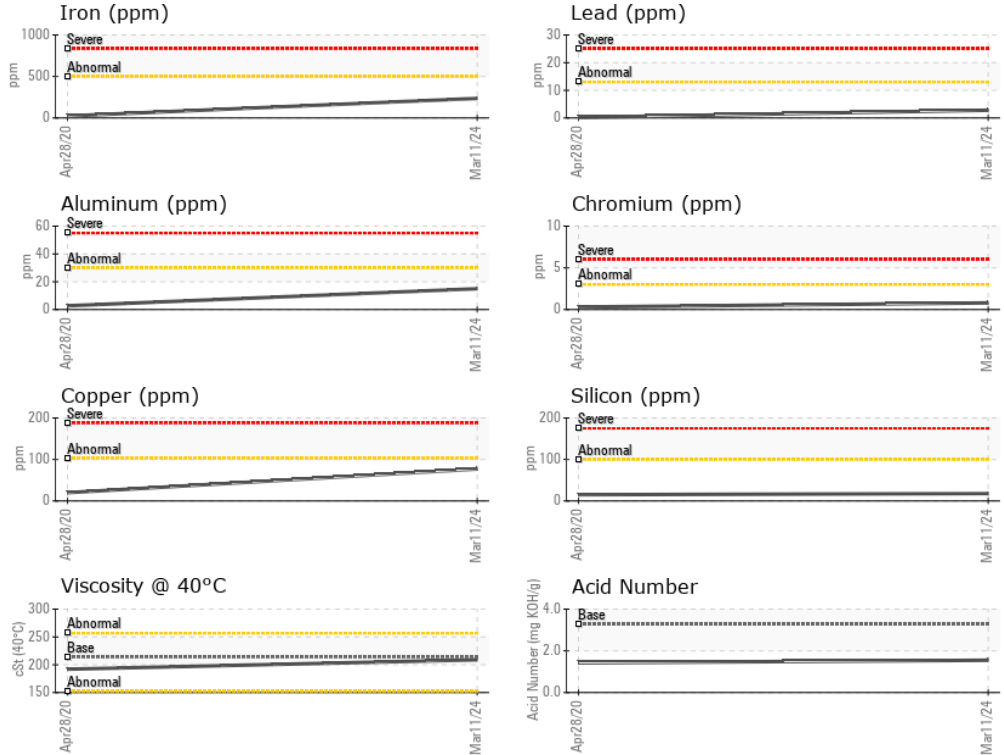 Iron (ppm)
1000
500
0
ppm
Severe
Abnormal
Apr28/20
Mar11/24
Lead (ppm)
30
20
10
0
ppm
Severe
Abnormal
Apr28/20
Mar11/24
Aluminum (ppm)
60
40
20
0
ppm
Severe
Abnormal
Apr28/20
Mar11/24
Chromium (ppm)
10
5
0
ppm
Severe
Abnormal
Apr28/20
Mar11/24
Copper (ppm)
200
100
0
ppm
Severe
Abnormal
Apr28/20
Mar11/24
Silicon (ppm)
200
100
0
ppm
Severe
Abnormal
Apr28/20
Mar11/24
Viscosity @ 40°C
300
250
200
150
cSt (40°C)
Abnormal
Base
Abnormal
Apr28/20
Mar11/24
Acid Number
4.0
2.0
0.0
Acid Number (mg KOH/g)
Base
Apr28/20
Mar11/24